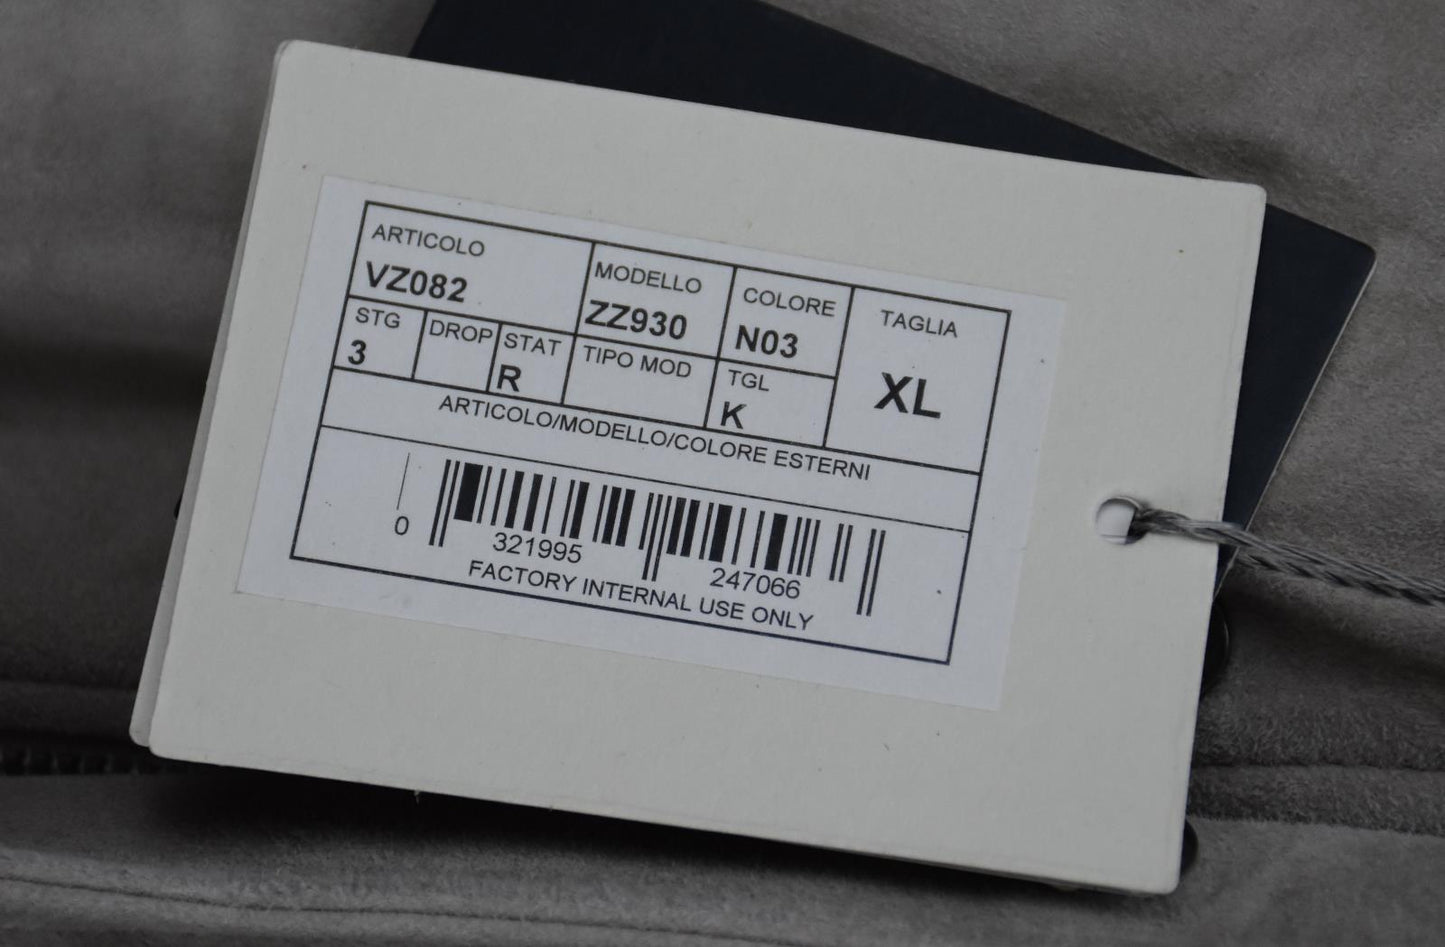 ARTICOLO MODELLO COLORE TAGLIA
VZ082 ZZ930 N03 XL
STG DROP STAT TIPO MOD TGL
3 R K
ARTICOLO/MODELLO/COLORE ESTERNI
0 321995 247066
FACTORY INTERNAL USE ONLY